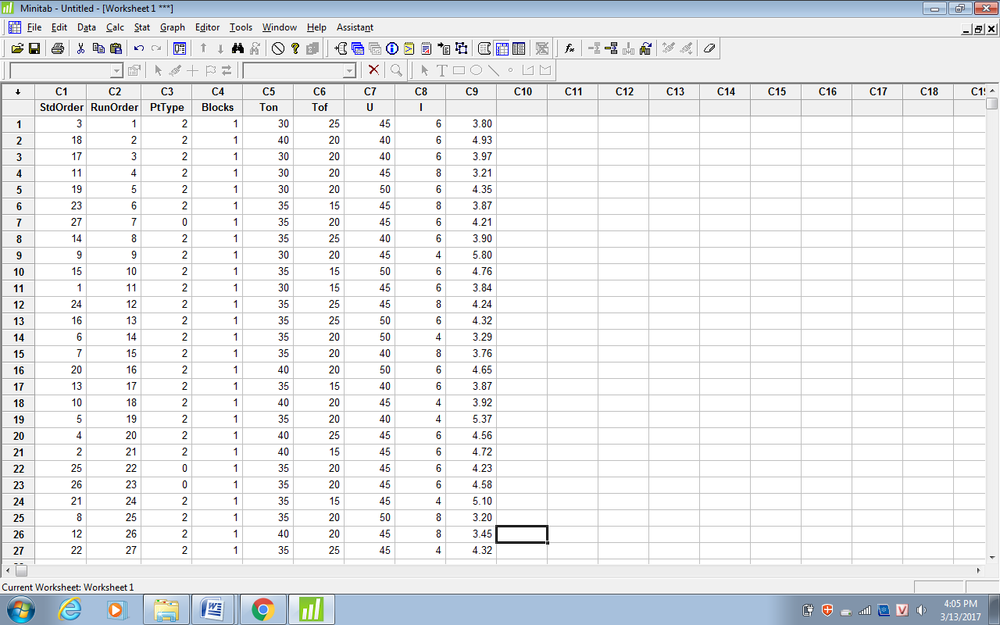 Minitab - Untitled - [Worksheet 1 ***]
File Edit Data Calc Stat Graph Editor Tools Window Help Assistant
C1 C2 C3 C4 C5 C6 C7 C8 C9 C10 C11 C12 C13 C14 C15 C16 C17 C18 C19
StdOrder RunOrder PtType Blocks Ton Tof U I
1 3 1 2 1 30 25 45 6 3.80
2 18 2 2 1 40 20 40 6 4.93
3 17 3 2 1 30 20 40 6 3.97
4 11 4 2 1 30 20 45 8 3.21
5 19 5 2 1 30 20 50 6 4.35
6 23 6 2 1 35 15 45 8 3.87
7 27 7 0 1 35 20 45 6 4.21
8 14 8 2 1 35 25 40 6 3.90
9 9 9 2 1 30 20 45 4 5.80
10 15 10 2 1 35 15 50 6 4.76
11 1 11 2 1 30 15 45 6 3.84
12 24 12 2 1 35 25 45 8 4.24
13 16 13 2 1 35 25 50 6 4.32
14 6 14 2 1 35 20 50 4 3.29
15 7 15 2 1 35 20 40 8 3.76
16 20 16 2 1 40 20 50 6 4.65
17 13 17 2 1 35 15 40 6 3.87
18 10 18 2 1 40 20 45 4 3.92
19 5 19 2 1 35 20 40 4 5.37
20 4 20 2 1 40 25 45 6 4.56
21 2 21 2 1 40 15 45 6 4.72
22 25 22 0 1 35 20 45 6 4.23
23 26 23 0 1 35 20 45 6 4.58
24 21 24 2 1 35 15 45 4 5.10
25 8 25 2 1 35 20 50 8 3.20
26 12 26 2 1 40 20 45 8 3.45
27 22 27 2 1 35 25 45 4 4.32
Current Worksheet: Worksheet 1
4:05 PM
3/13/2017